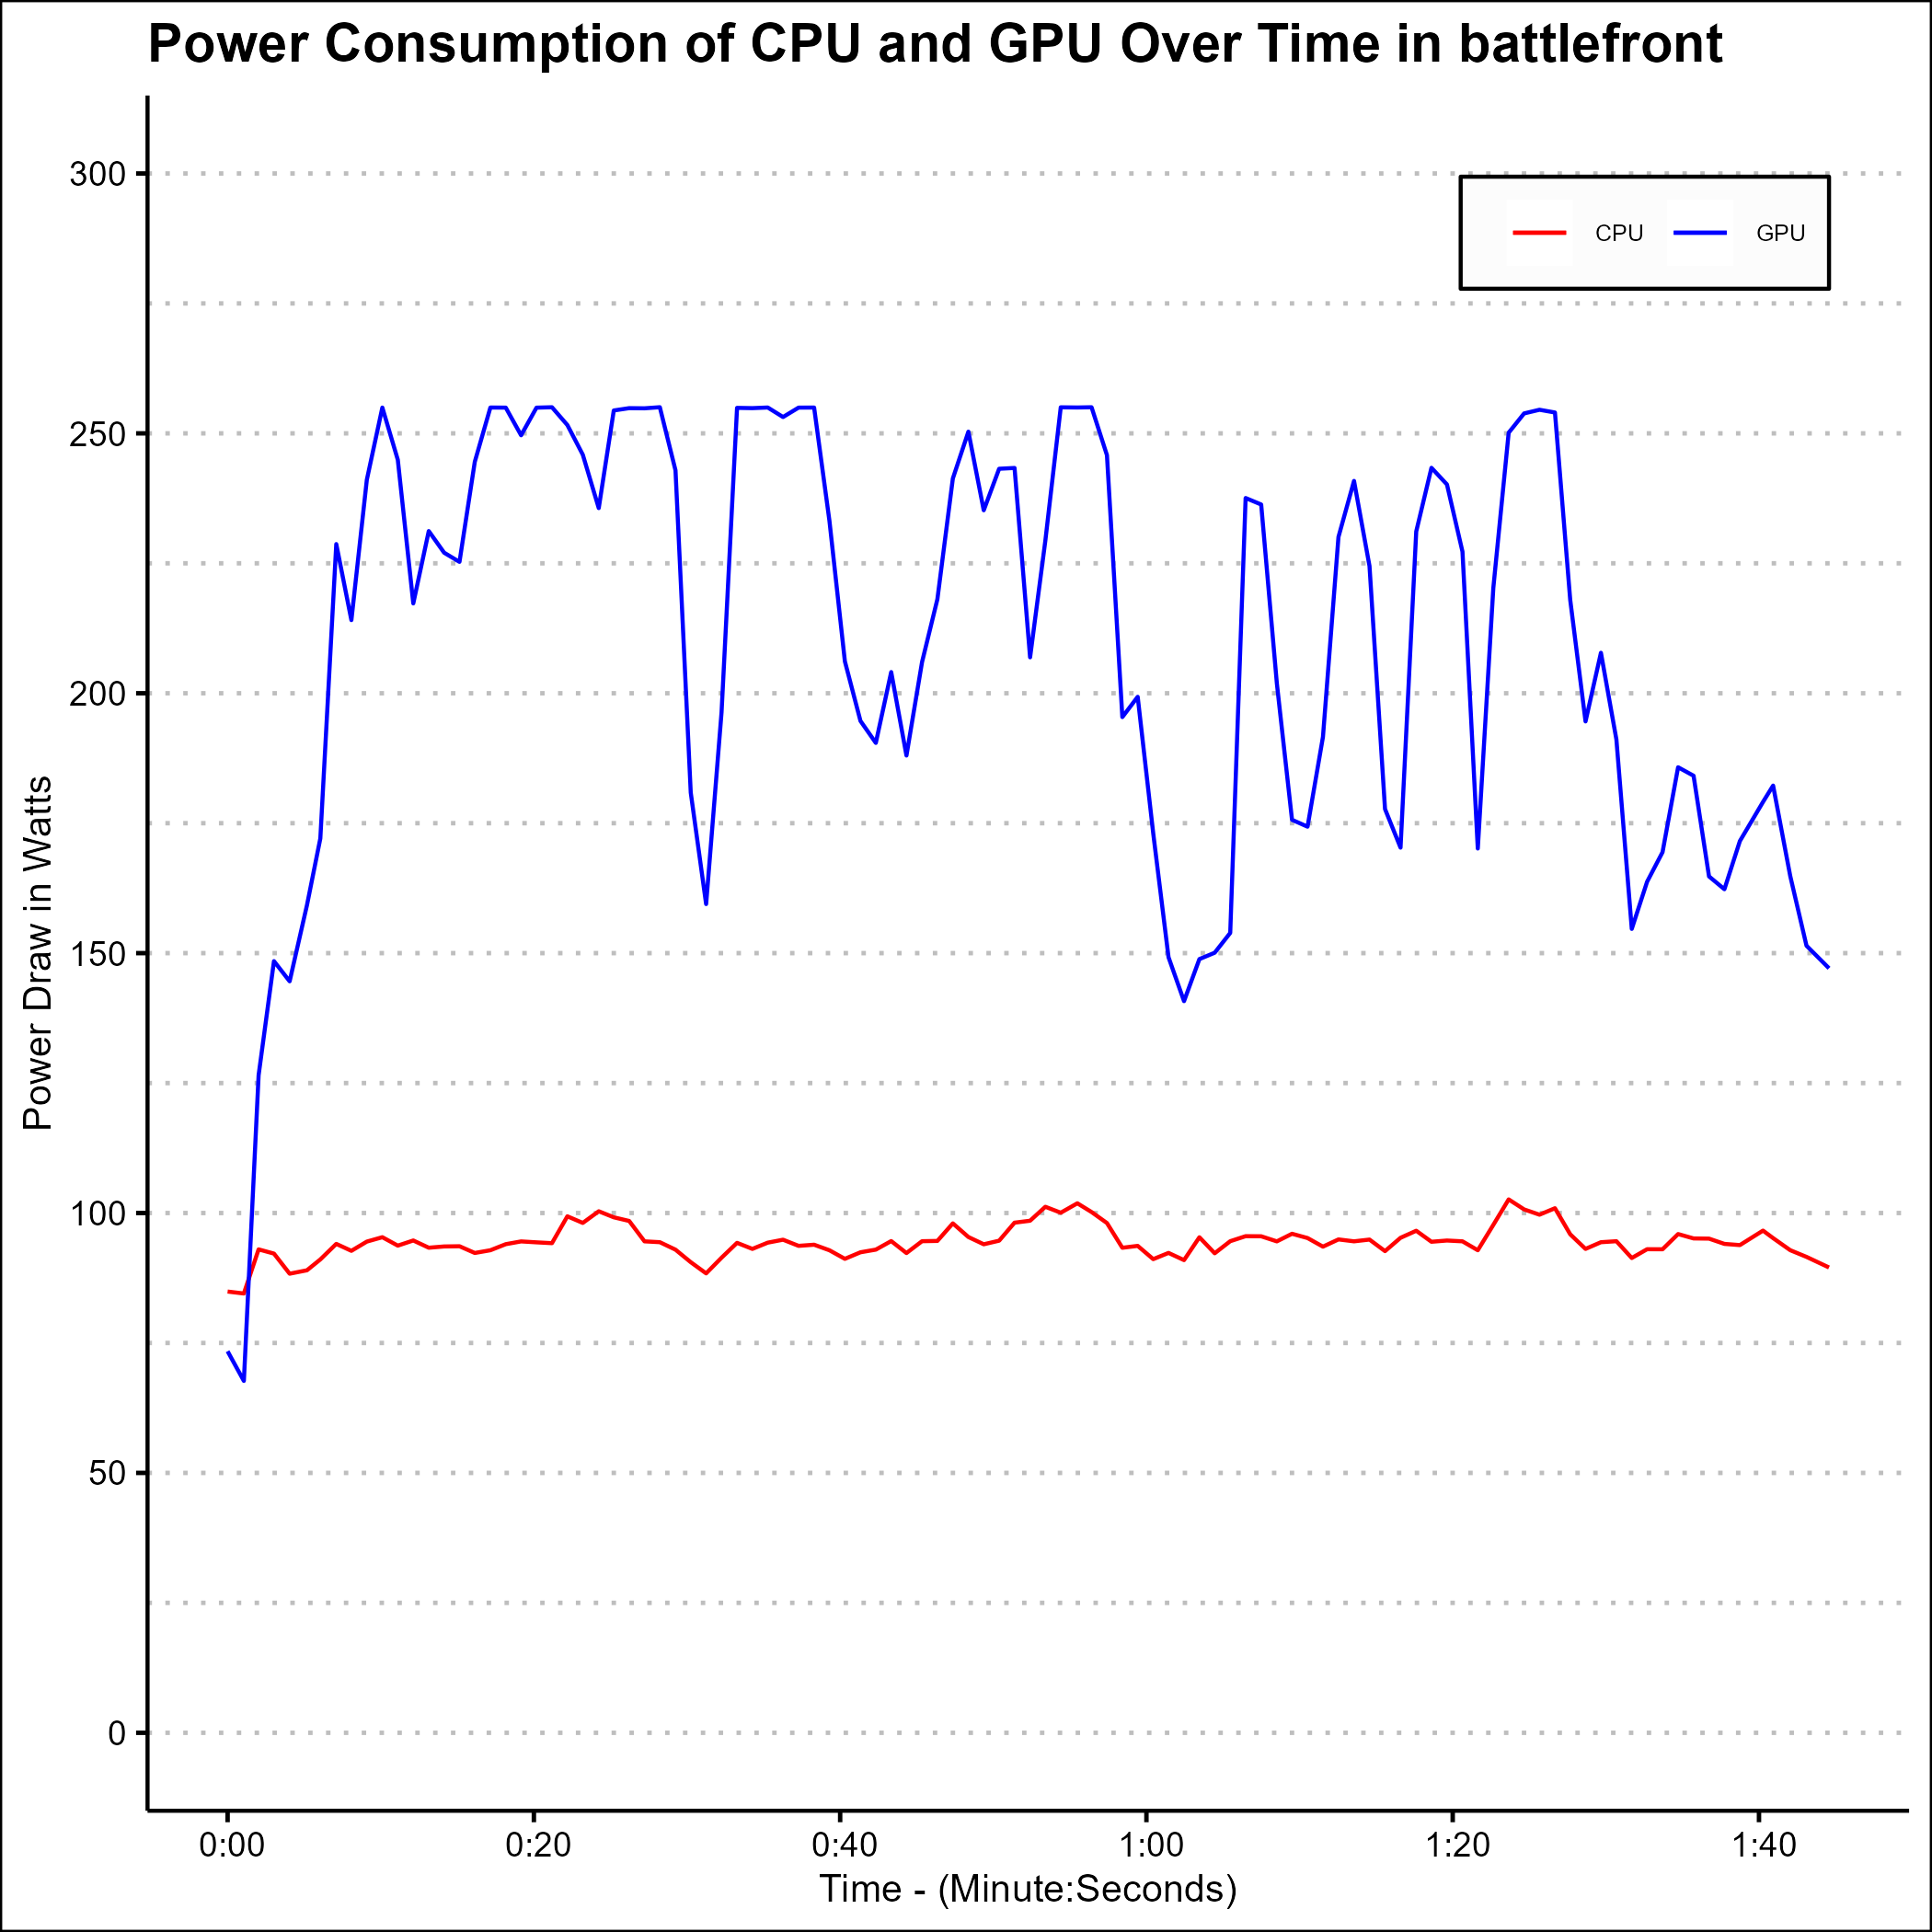 Power Consumption of CPU and GPU Over Time in battlefront
300
250
200
150
100
50
0
CPU GPU
Power Draw in Watts
0:00 0:20 0:40 1:00 1:20 1:40
Time - (Minute:Seconds)